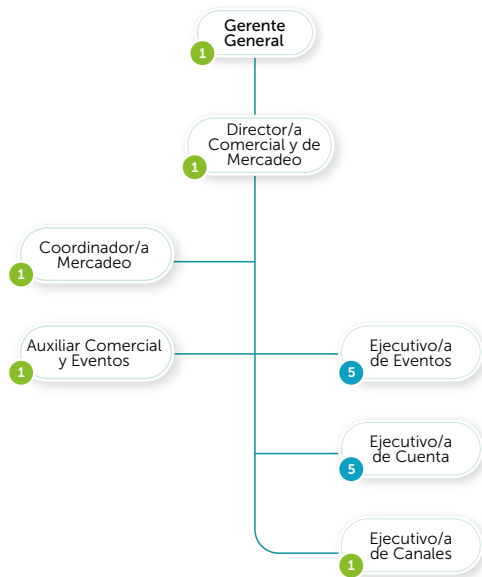 Gerente
General
1
Director/a
Comercial y de
Mercadeo
1
Coordinador/a
Mercadeo
1
Auxiliar Comercial
y Eventos
1
Ejecutivo/a
de Eventos
5
Ejecutivo/a
de Cuenta
5
Ejecutivo/a
de Canales
1